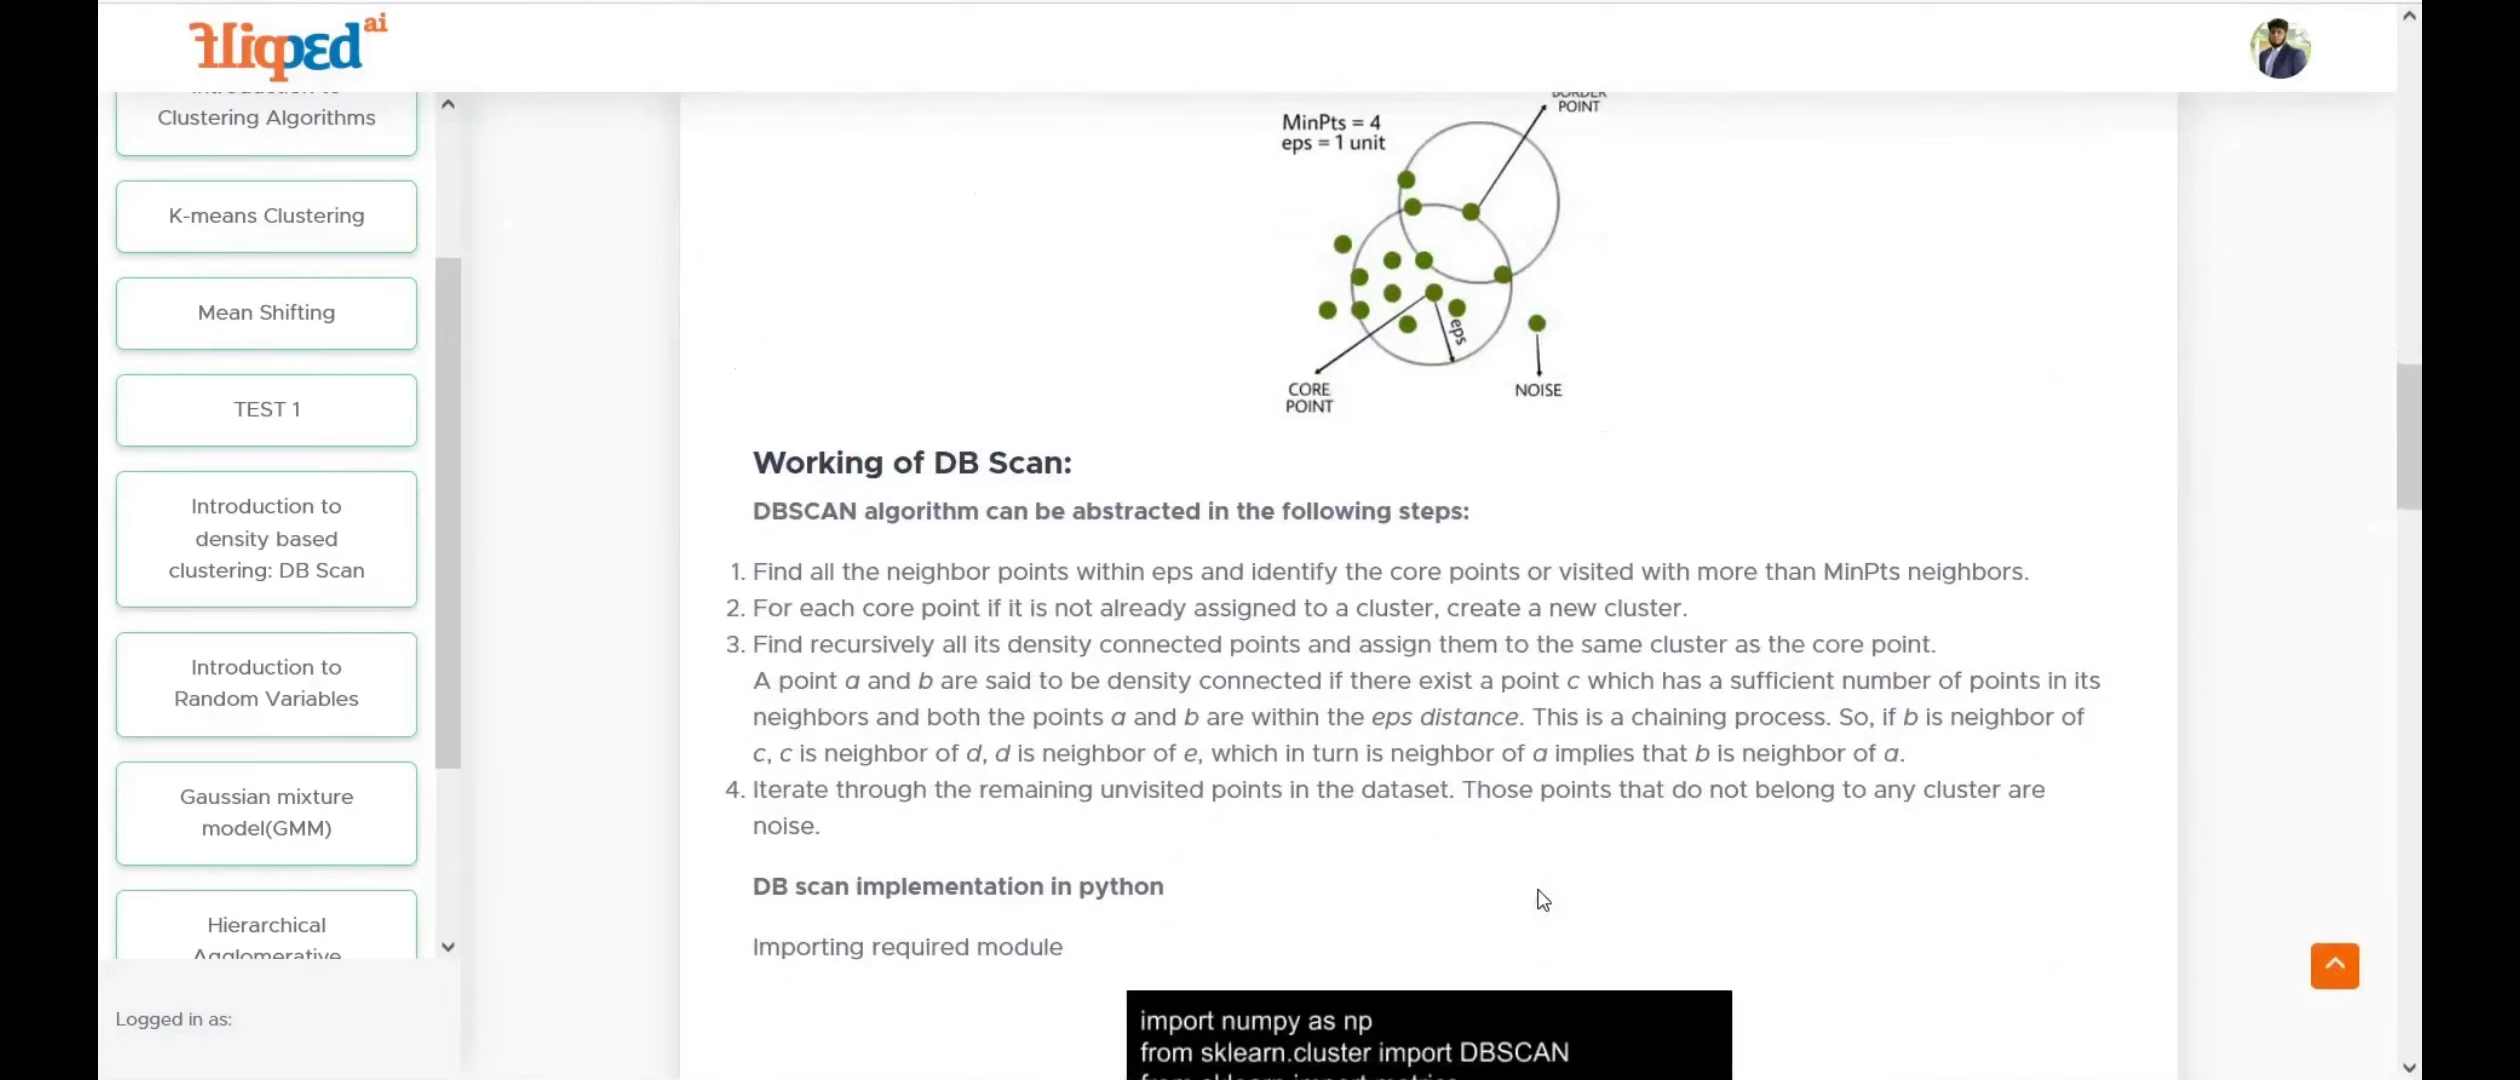 fliqped ai
Clustering Algorithms
K-means Clustering
Mean Shifting
TEST 1
Introduction to
density based
clustering: DB Scan
Introduction to
Random Variables
Gaussian mixture
model(GMM)
Hierarchical
Agglomerative
Logged in as:
BORDER
POINT
MinPts = 4
eps = 1 unit
eps
CORE
POINT
NOISE
Working of DB Scan:
DBSCAN algorithm can be abstracted in the following steps:
1. Find all the neighbor points within eps and identify the core points or visited with more than MinPts neighbors.
2. For each core point if it is not already assigned to a cluster, create a new cluster.
3. Find recursively all its density connected points and assign them to the same cluster as the core point.
A point a and b are said to be density connected if there exist a point c which has a sufficient number of points in its
neighbors and both the points a and b are within the eps distance. This is a chaining process. So, if b is neighbor of
c, c is neighbor of d, d is neighbor of e, which in turn is neighbor of a implies that b is neighbor of a.
4. Iterate through the remaining unvisited points in the dataset. Those points that do not belong to any cluster are
noise.
DB scan implementation in python
Importing required module
import numpy as np
from sklearn.cluster import DBSCAN